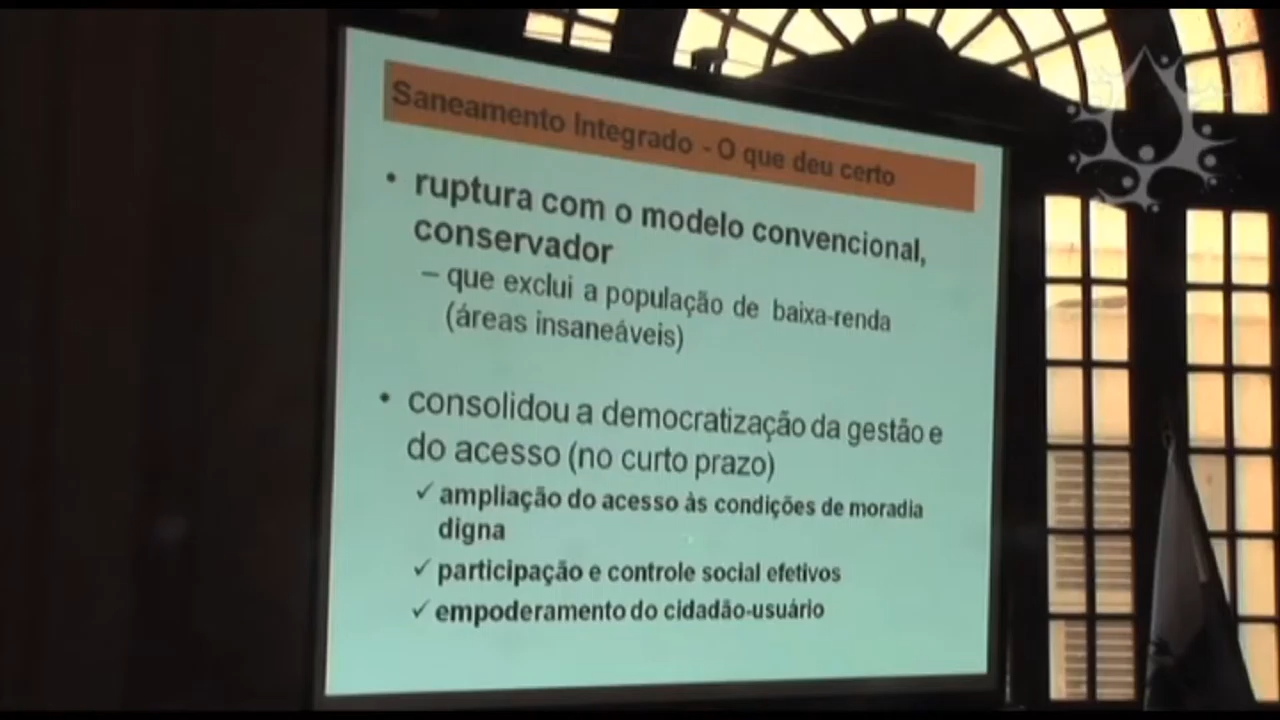 Saneamento Integrado - O que deu certo
• ruptura com o modelo convencional,
conservador
– que exclui a população de baixa-renda
(áreas insaneáveis)
• consolidou a democratização da gestão e
do acesso (no curto prazo)
✓ ampliação do acesso às condições de moradia
digna
✓ participação e controle social efetivos
✓ empoderamento do cidadão-usuário